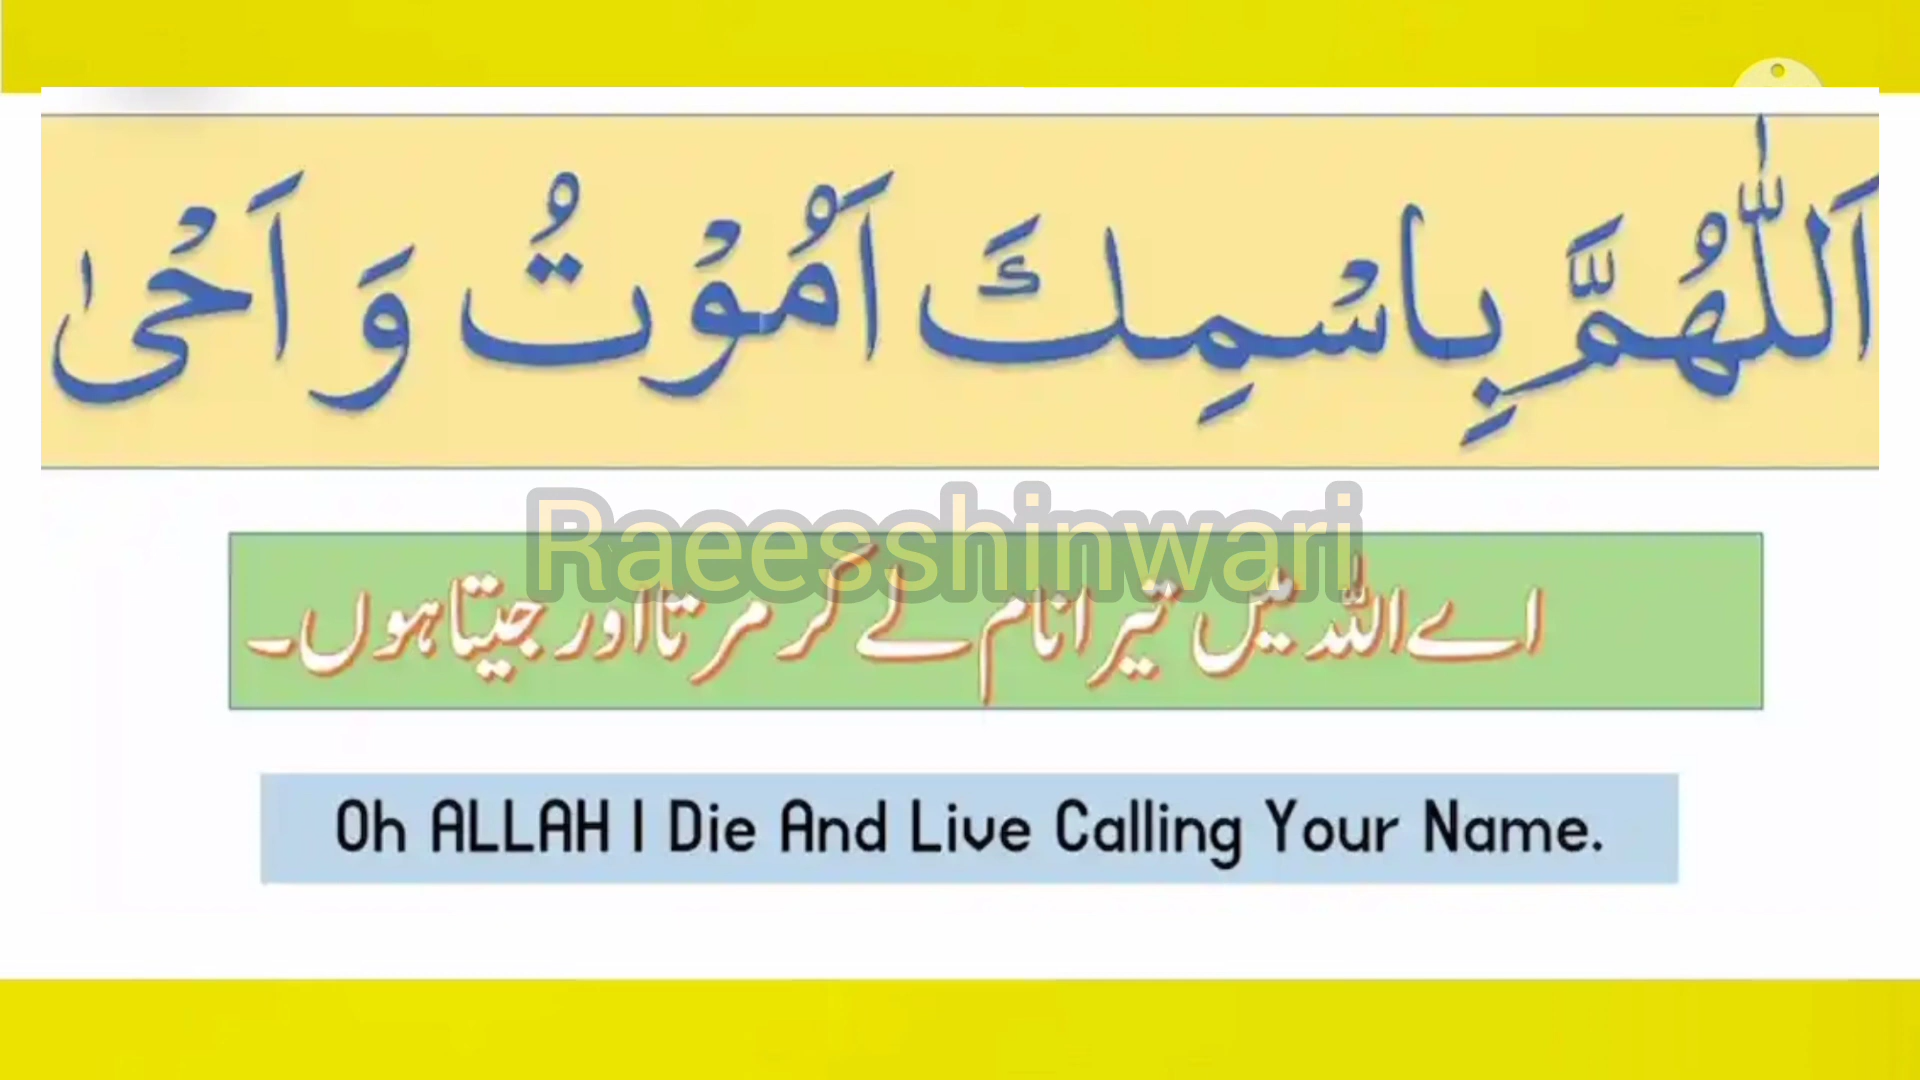 اَللّٰهُمَّ بِاسْمِكَ اَمُوْتُ وَ اَحْیٰ
Raeesshinwari
اے اللہ میں تیرا نام لے کر مرتا اور جیتا ہوں۔
Oh ALLAH I Die And Live Calling Your Name.